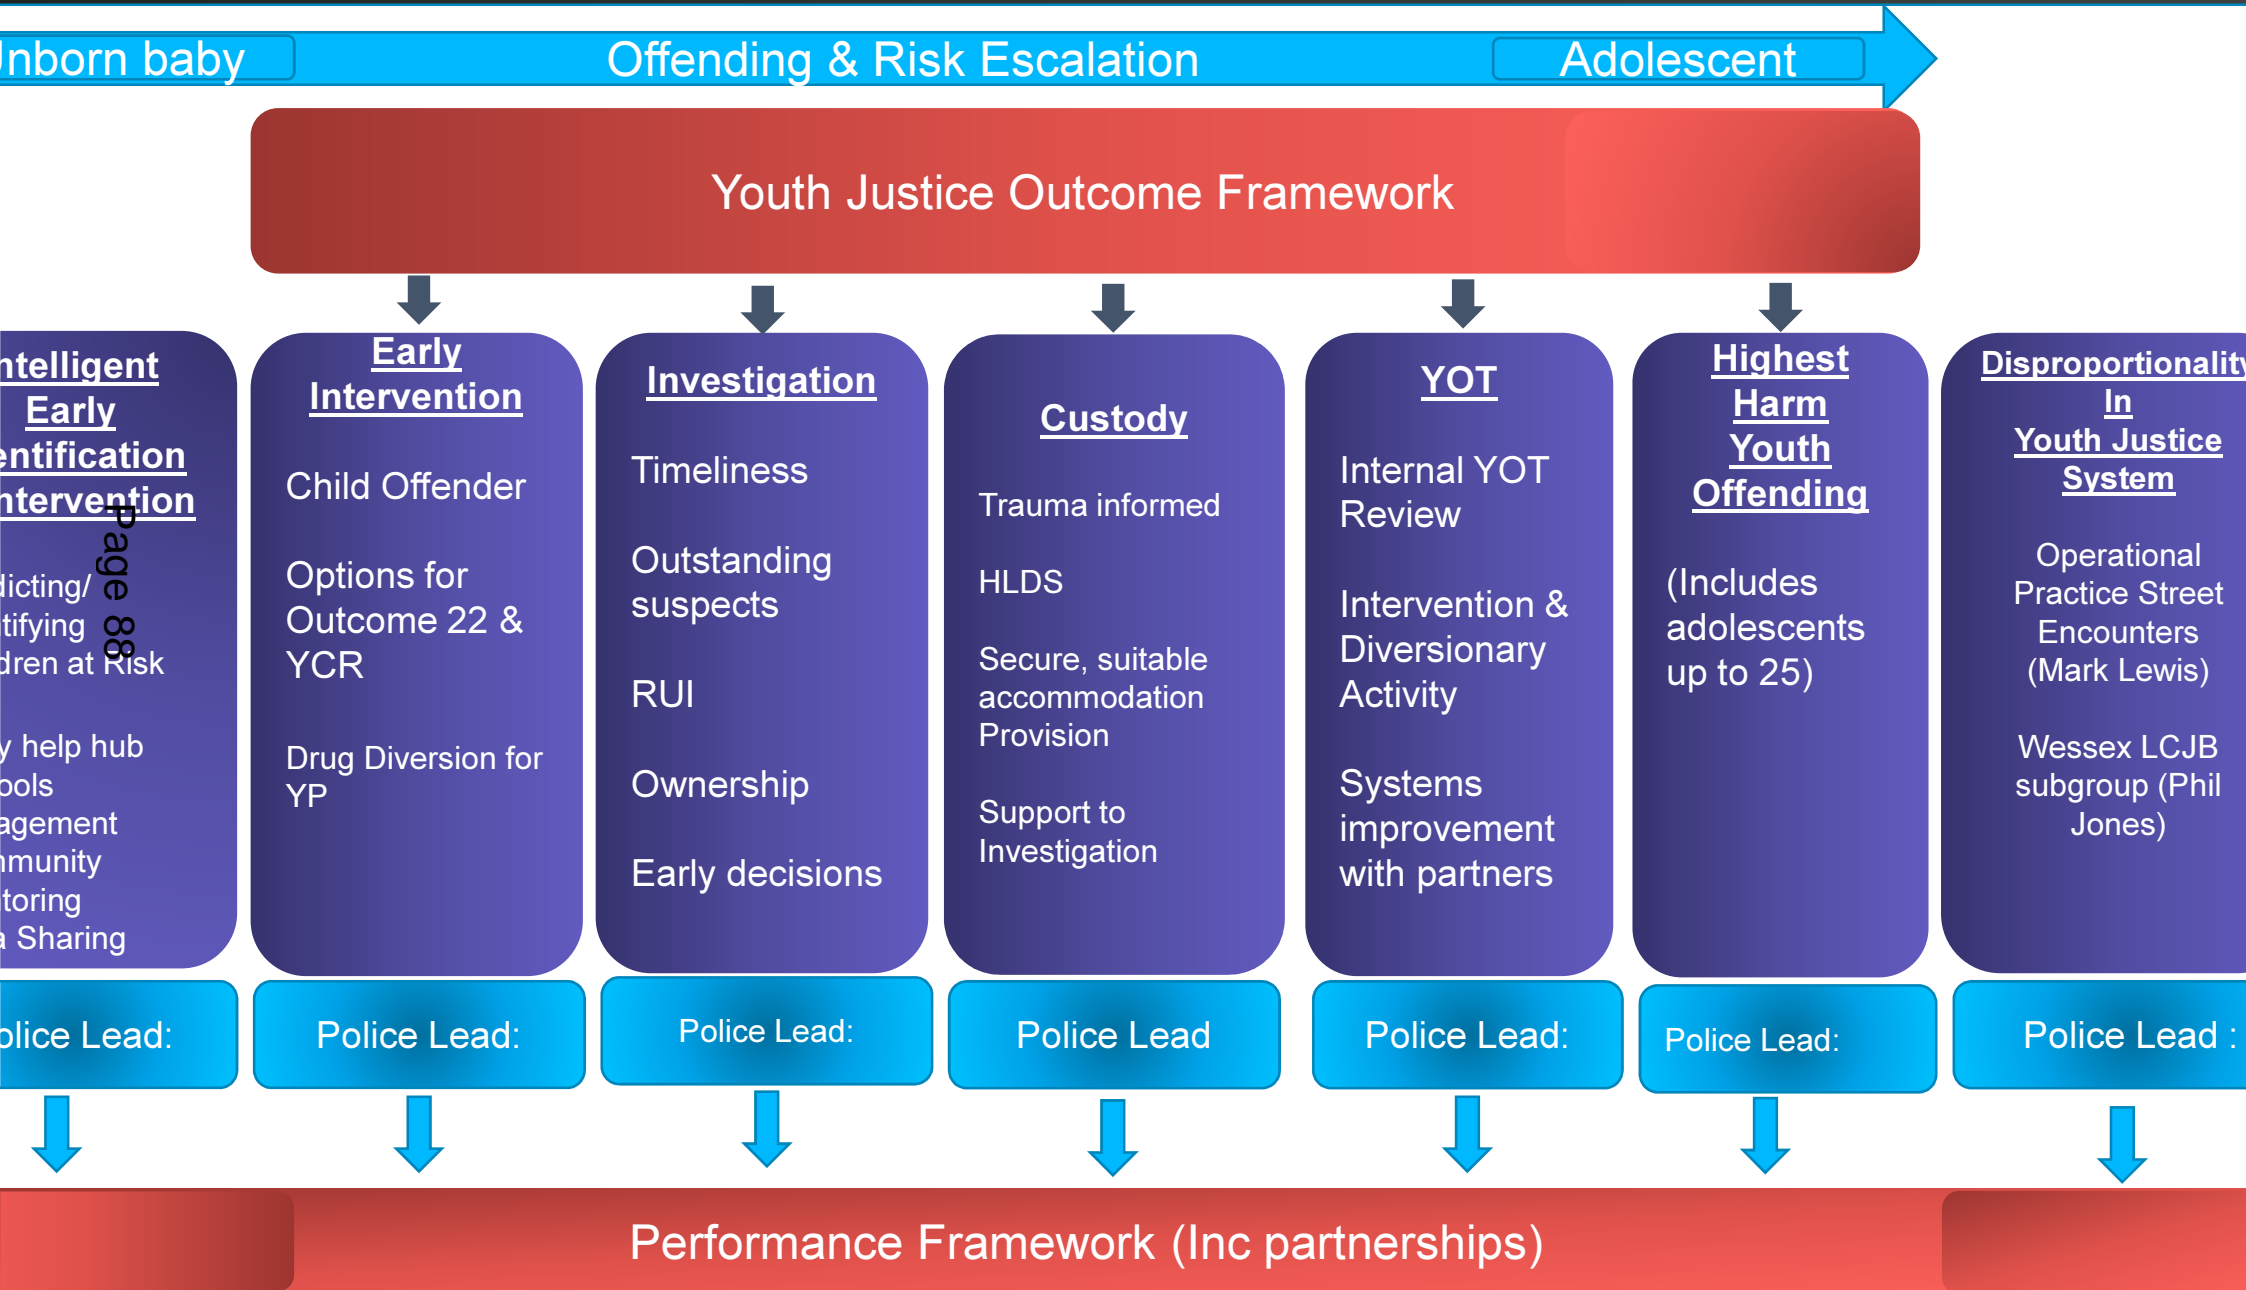 Unborn baby
Offending & Risk Escalation
Adolescent
Youth Justice Outcome Framework
ntelligent
Early
entification
ntervention
dicting/
tifying
dren at Risk
y help hub
ools
agement
mmunity
toring
a Sharing
Page 88
Early
Intervention
Child Offender
Options for
Outcome 22 &
YCR
Drug Diversion for
YP
Investigation
Timeliness
Outstanding
suspects
RUI
Ownership
Early decisions
Custody
Trauma informed
HLDS
Secure, suitable
accommodation
Provision
Support to
Investigation
YOT
Internal YOT
Review
Intervention &
Diversionary
Activity
Systems
improvement
with partners
Highest
Harm
Youth
Offending
(Includes
adolescents
up to 25)
Disproportionality
In
Youth Justice
System
Operational
Practice Street
Encounters
(Mark Lewis)
Wessex LCJB
subgroup (Phil
Jones)
olice Lead:
Police Lead:
Police Lead:
Police Lead
Police Lead:
Police Lead:
Police Lead :
Performance Framework (Inc partnerships)